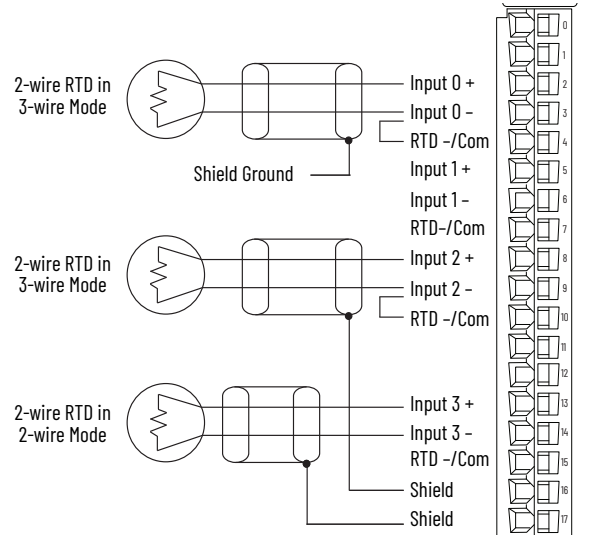 0
1
2-wire RTD in
3-wire Mode
Input 0 +
2
Input 0 –
3
RTD –/Com
4
Shield Ground
Input 1 +
5
Input 1 –
6
RTD–/Com
7
2-wire RTD in
3-wire Mode
Input 2 +
8
Input 2 –
9
RTD –/Com
10
11
12
2-wire RTD in
2-wire Mode
Input 3 +
13
Input 3 –
14
RTD –/Com
15
Shield
16
Shield
17